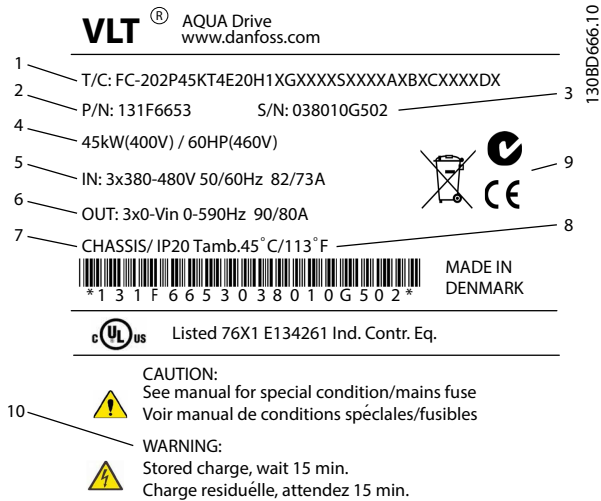 VLT ® AQUA Drive
www.danfoss.com
130BD666.10
1 T/C: FC-202P45KT4E20H1XGXXXXSXXXXAXBXCXXXXDX
2 P/N: 131F6653 S/N: 038010G502 3
4 45kW(400V) / 60HP(460V)
5 IN: 3x380-480V 50/60Hz 82/73A
9
CE
6 OUT: 3x0-Vin 0-590Hz 90/80A
7 CHASSIS/ IP20 Tamb.45˚C/113˚F 8
*131F6653038010G502*
MADE IN
DENMARK
c UL us Listed 76X1 E134261 Ind. Contr. Eq.
CAUTION:
See manual for special condition/mains fuse
Voir manual de conditions spéclales/fusibles
10 WARNING:
Stored charge, wait 15 min.
Charge residuélle, attendez 15 min.